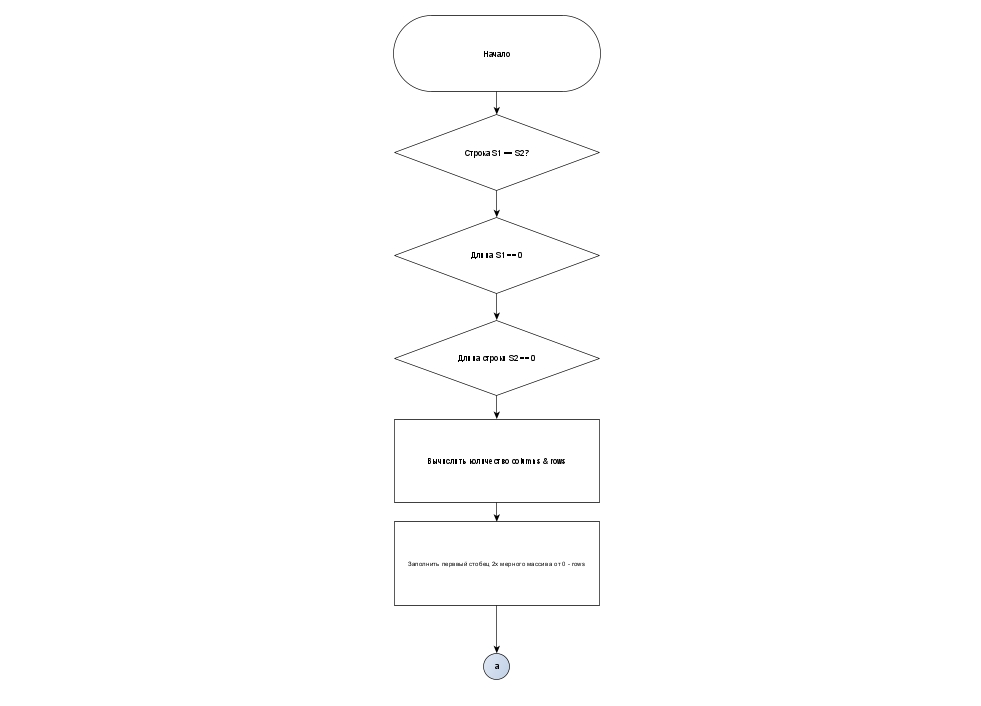 Начало
Строка S1 == S2?
Длина S1 == 0
Длина строки S2 == 0
Вычислить количество columns & rows
Заполнить первый стобец 2х мерного массива от 0 - rows
a